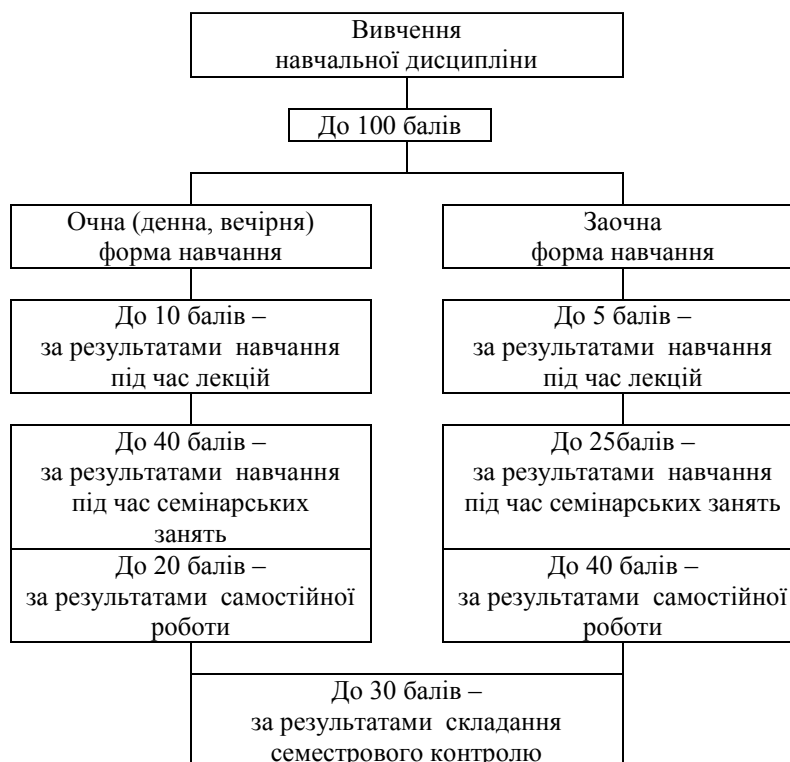 Вивчення
навчальної дисципліни
До 100 балів
Очна (денна, вечірня)
форма навчання
Заочна
форма навчання
До 10 балів –
за результатами навчання
під час лекцій
До 5 балів –
за результатами навчання
під час лекцій
До 40 балів –
за результатами навчання
під час семінарських
занять
До 25балів –
за результатами навчання
під час семінарських занять
До 20 балів –
за результатами самостійної
роботи
До 40 балів –
за результатами самостійної
роботи
До 30 балів –
за результатами складання
семестрового контролю